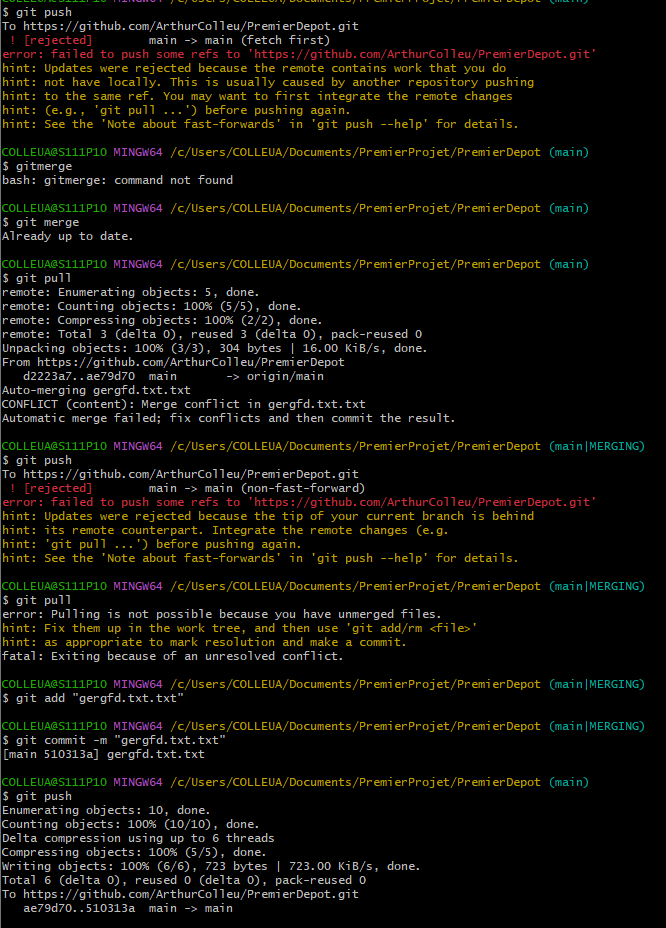 COLLEUA@S111P10 MINGW64 /c/Users/COLLEUA/Documents/PremierProjet/PremierDepot (main)
$ git push
To https://github.com/ArthurColleu/PremierDepot.git
 ! [rejected]        main -> main (fetch first)
error: failed to push some refs to 'https://github.com/ArthurColleu/PremierDepot.git'
hint: Updates were rejected because the remote contains work that you do
hint: not have locally. This is usually caused by another repository pushing
hint: to the same ref. You may want to first integrate the remote changes
hint: (e.g., 'git pull ...') before pushing again.
hint: See the 'Note about fast-forwards' in 'git push --help' for details.

COLLEUA@S111P10 MINGW64 /c/Users/COLLEUA/Documents/PremierProjet/PremierDepot (main)
$ gitmerge
bash: gitmerge: command not found

COLLEUA@S111P10 MINGW64 /c/Users/COLLEUA/Documents/PremierProjet/PremierDepot (main)
$ git merge
Already up to date.

COLLEUA@S111P10 MINGW64 /c/Users/COLLEUA/Documents/PremierProjet/PremierDepot (main)
$ git pull
remote: Enumerating objects: 5, done.
remote: Counting objects: 100% (5/5), done.
remote: Compressing objects: 100% (2/2), done.
remote: Total 3 (delta 0), reused 3 (delta 0), pack-reused 0
Unpacking objects: 100% (3/3), 304 bytes | 16.00 KiB/s, done.
From https://github.com/ArthurColleu/PremierDepot
   d2223a7..ae79d70  main       -> origin/main
Auto-merging gergfd.txt.txt
CONFLICT (content): Merge conflict in gergfd.txt.txt
Automatic merge failed; fix conflicts and then commit the result.

COLLEUA@S111P10 MINGW64 /c/Users/COLLEUA/Documents/PremierProjet/PremierDepot (main|MERGING)
$ git push
To https://github.com/ArthurColleu/PremierDepot.git
 ! [rejected]        main -> main (non-fast-forward)
error: failed to push some refs to 'https://github.com/ArthurColleu/PremierDepot.git'
hint: Updates were rejected because the tip of your current branch is behind
hint: its remote counterpart. Integrate the remote changes (e.g.
hint: 'git pull ...') before pushing again.
hint: See the 'Note about fast-forwards' in 'git push --help' for details.

COLLEUA@S111P10 MINGW64 /c/Users/COLLEUA/Documents/PremierProjet/PremierDepot (main|MERGING)
$ git pull
error: Pulling is not possible because you have unmerged files.
hint: Fix them up in the work tree, and then use 'git add/rm <file>'
hint: as appropriate to mark resolution and make a commit.
fatal: Exiting because of an unresolved conflict.

COLLEUA@S111P10 MINGW64 /c/Users/COLLEUA/Documents/PremierProjet/PremierDepot (main|MERGING)
$ git add "gergfd.txt.txt"

COLLEUA@S111P10 MINGW64 /c/Users/COLLEUA/Documents/PremierProjet/PremierDepot (main|MERGING)
$ git commit -m "gergfd.txt.txt"
[main 510313a] gergfd.txt.txt

COLLEUA@S111P10 MINGW64 /c/Users/COLLEUA/Documents/PremierProjet/PremierDepot (main)
$ git push
Enumerating objects: 10, done.
Counting objects: 100% (10/10), done.
Delta compression using up to 6 threads
Compressing objects: 100% (5/5), done.
Writing objects: 100% (6/6), 723 bytes | 723.00 KiB/s, done.
Total 6 (delta 0), reused 0 (delta 0), pack-reused 0
To https://github.com/ArthurColleu/PremierDepot.git
   ae79d70..510313a  main -> main